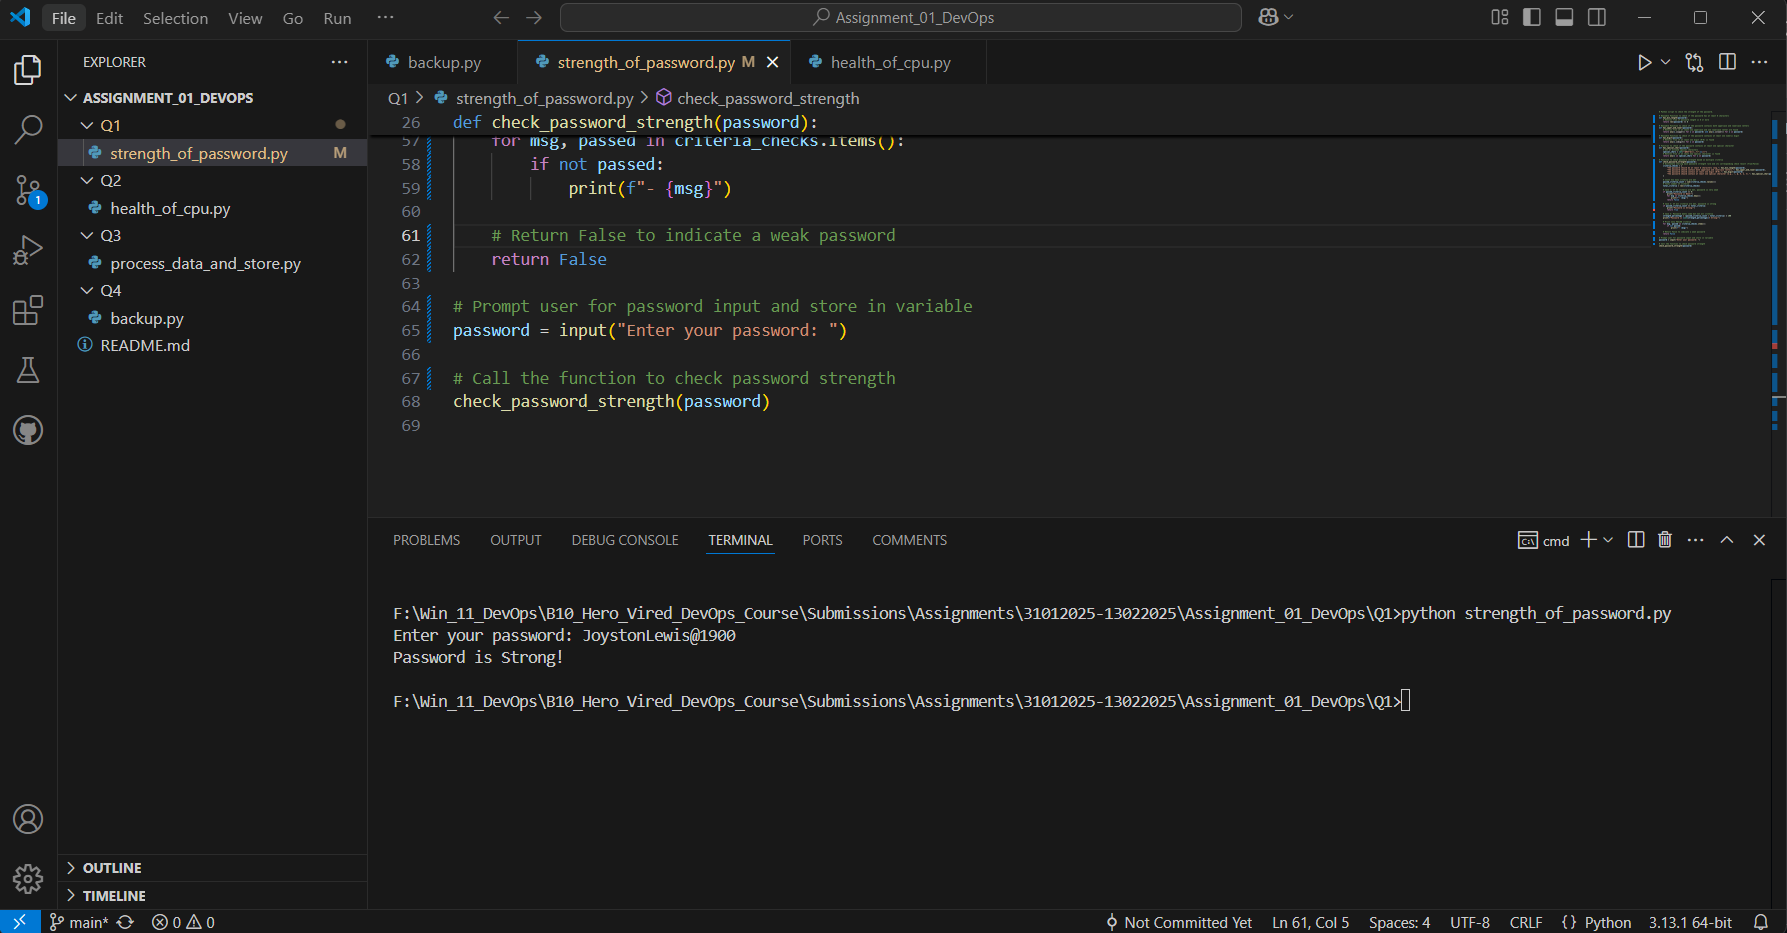 File Edit Selection View Go Run ···
Assignment_01_DevOps
EXPLORER
ASSIGNMENT_01_DEVOPS
Q1
strength_of_password.py M
Q2
health_of_cpu.py
Q3
process_data_and_store.py
Q4
backup.py
README.md
OUTLINE
TIMELINE
1
backup.py strength_of_password.py M health_of_cpu.py
Q1 > strength_of_password.py > check_password_strength
26 def check_password_strength(password):
57 for msg, passed in criteria_checks.items():
58 if not passed:
59 print(f"- {msg}")
60
61 # Return False to indicate a weak password
62 return False
63
64 # Prompt user for password input and store in variable
65 password = input("Enter your password: ")
66
67 # Call the function to check password strength
68 check_password_strength(password)
69
PROBLEMS OUTPUT DEBUG CONSOLE TERMINAL PORTS COMMENTS
cmd
F:\Win_11_DevOps\B10_Hero_Vired_DevOps_Course\Submissions\Assignments\31012025-13022025\Assignment_01_DevOps\Q1>python strength_of_password.py
Enter your password: JoystonLewis@1900
Password is Strong!
F:\Win_11_DevOps\B10_Hero_Vired_DevOps_Course\Submissions\Assignments\31012025-13022025\Assignment_01_DevOps\Q1>
main* 0 0 Not Committed Yet Ln 61, Col 5 Spaces: 4 UTF-8 CRLF {} Python 3.13.1 64-bit